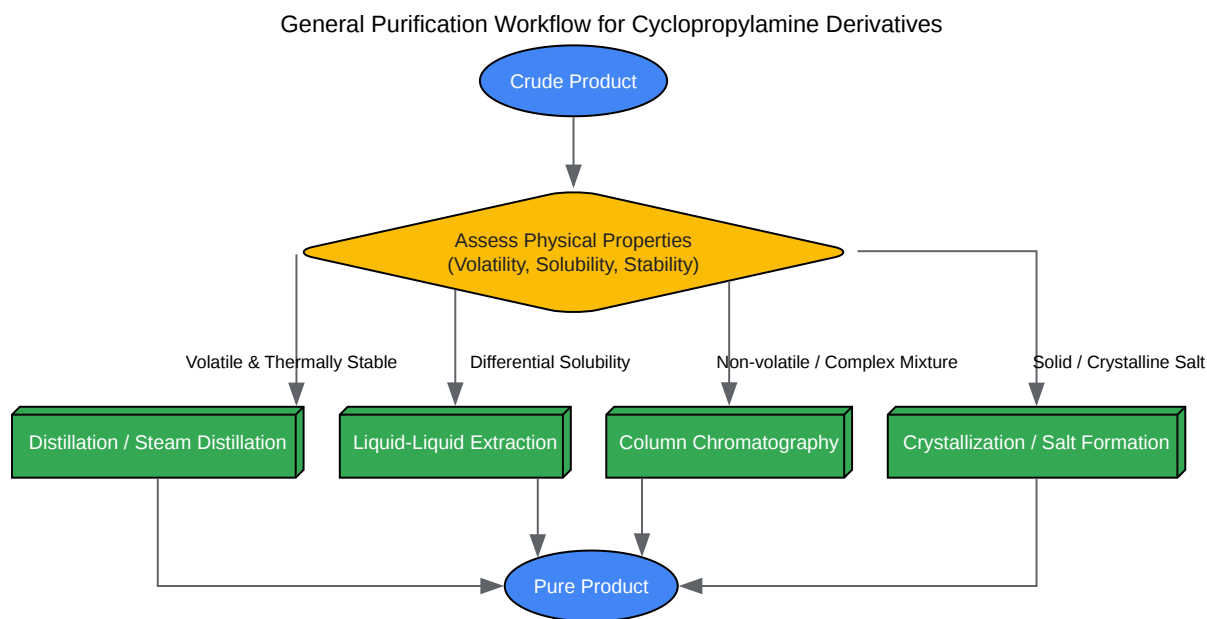 General Purification Workflow for Cyclopropylamine Derivatives
Crude Product
Assess Physical Properties
(Volatility, Solubility, Stability)
Volatile & Thermally Stable
Differential Solubility
Non-volatile / Complex Mixture
Solid / Crystalline Salt
Distillation / Steam Distillation
Liquid-Liquid Extraction
Column Chromatography
Crystallization / Salt Formation
Pure Product